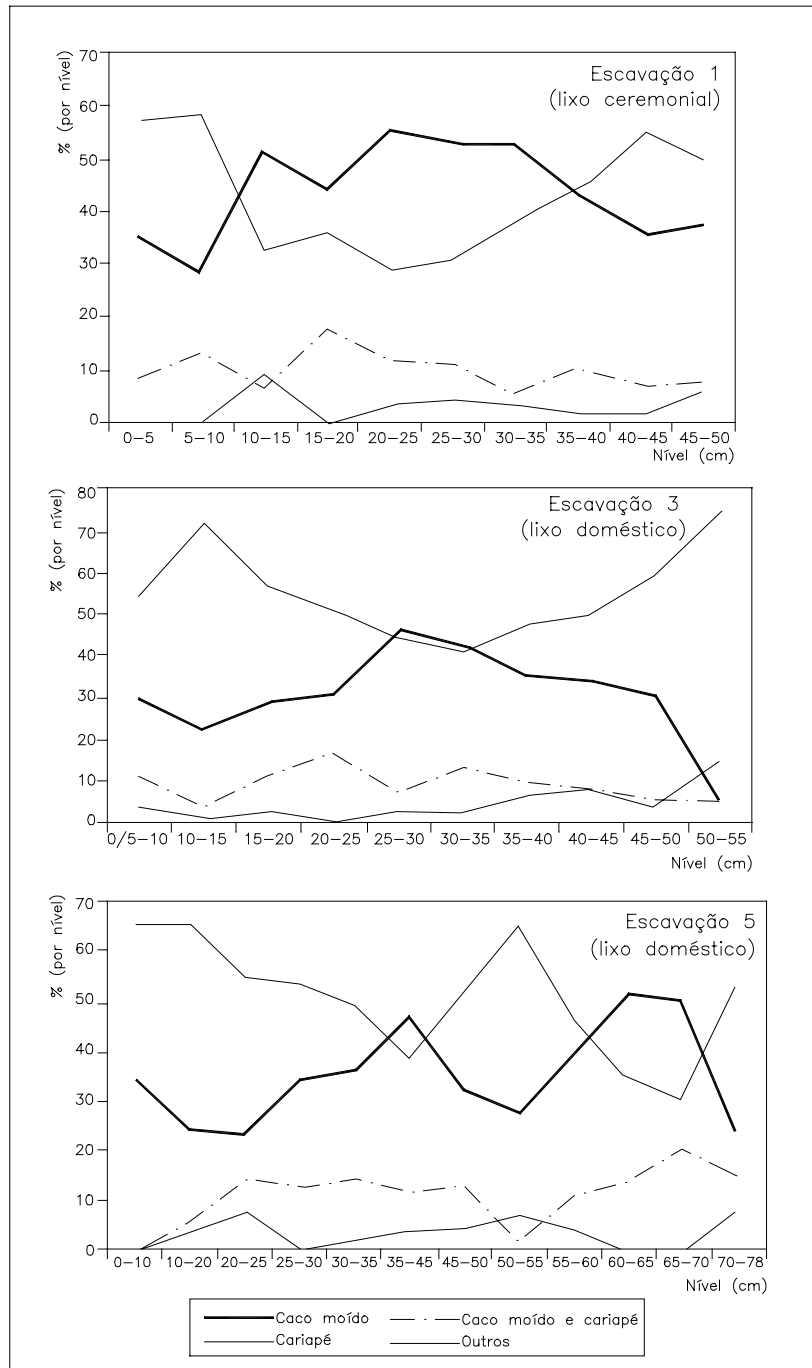 70
60
50
40
30
20
10
0
% (por nível)
Escavação 1
(lixo ceremonial)
0–5 5–10 10–15 15–20 20–25 25–30 30–35 35–40 40–45 45–50
Nível (cm)
80
70
60
50
40
30
20
10
0
% (por nível)
Escavação 3
(lixo doméstico)
0/5–10 10–15 15–20 20–25 25–30 30–35 35–40 40–45 45–50 50–55
Nível (cm)
70
60
50
40
30
20
10
0
% (por nível)
Escavação 5
(lixo doméstico)
0–10 10–20 20–25 25–30 30–35 35–45 45–50 50–55 55–60 60–65 65–70 70–78
Nível (cm)
Caco moído Caco moído e cariapé
Cariapé Outros